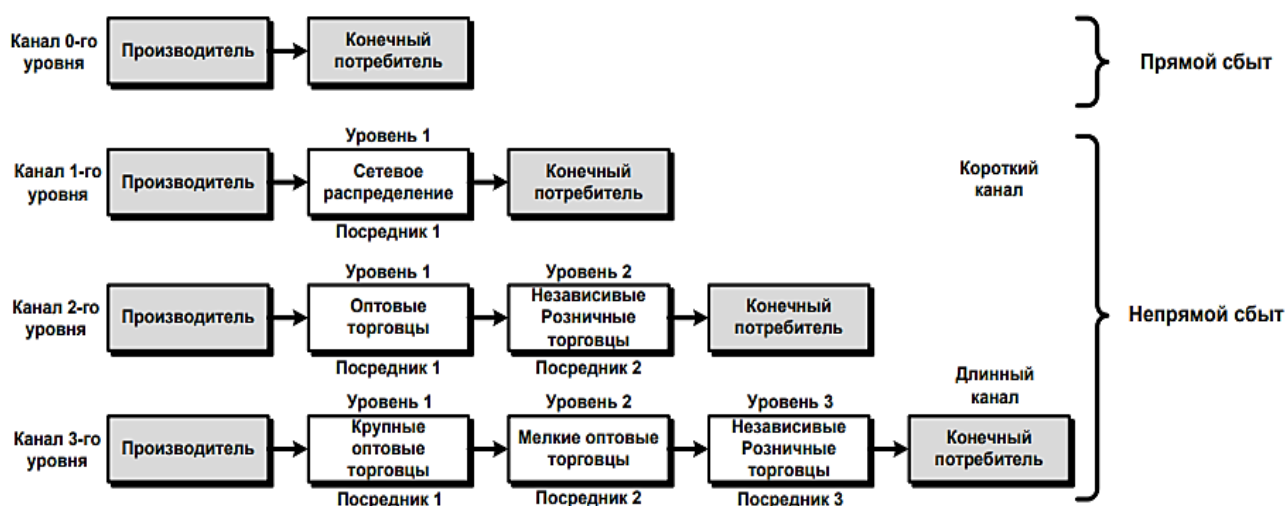 Канал 0-го
уровня
Производитель
Конечный
потребитель
Прямой сбыт
Канал 1-го
уровня
Производитель
Уровень 1
Сетевое
распределение
Посредник 1
Конечный
потребитель
Короткий
канал
Канал 2-го
уровня
Производитель
Уровень 1
Оптовые
торговцы
Посредник 1
Уровень 2
Независивые
Розничные
торговцы
Посредник 2
Конечный
потребитель
Непрямой сбыт
Канал 3-го
уровня
Производитель
Уровень 1
Крупные
оптовые
торговцы
Посредник 1
Уровень 2
Мелкие оптовые
торговцы
Посредник 2
Уровень 3
Независивые
Розничные
торговцы
Посредник 3
Длинный
канал
Конечный
потребитель